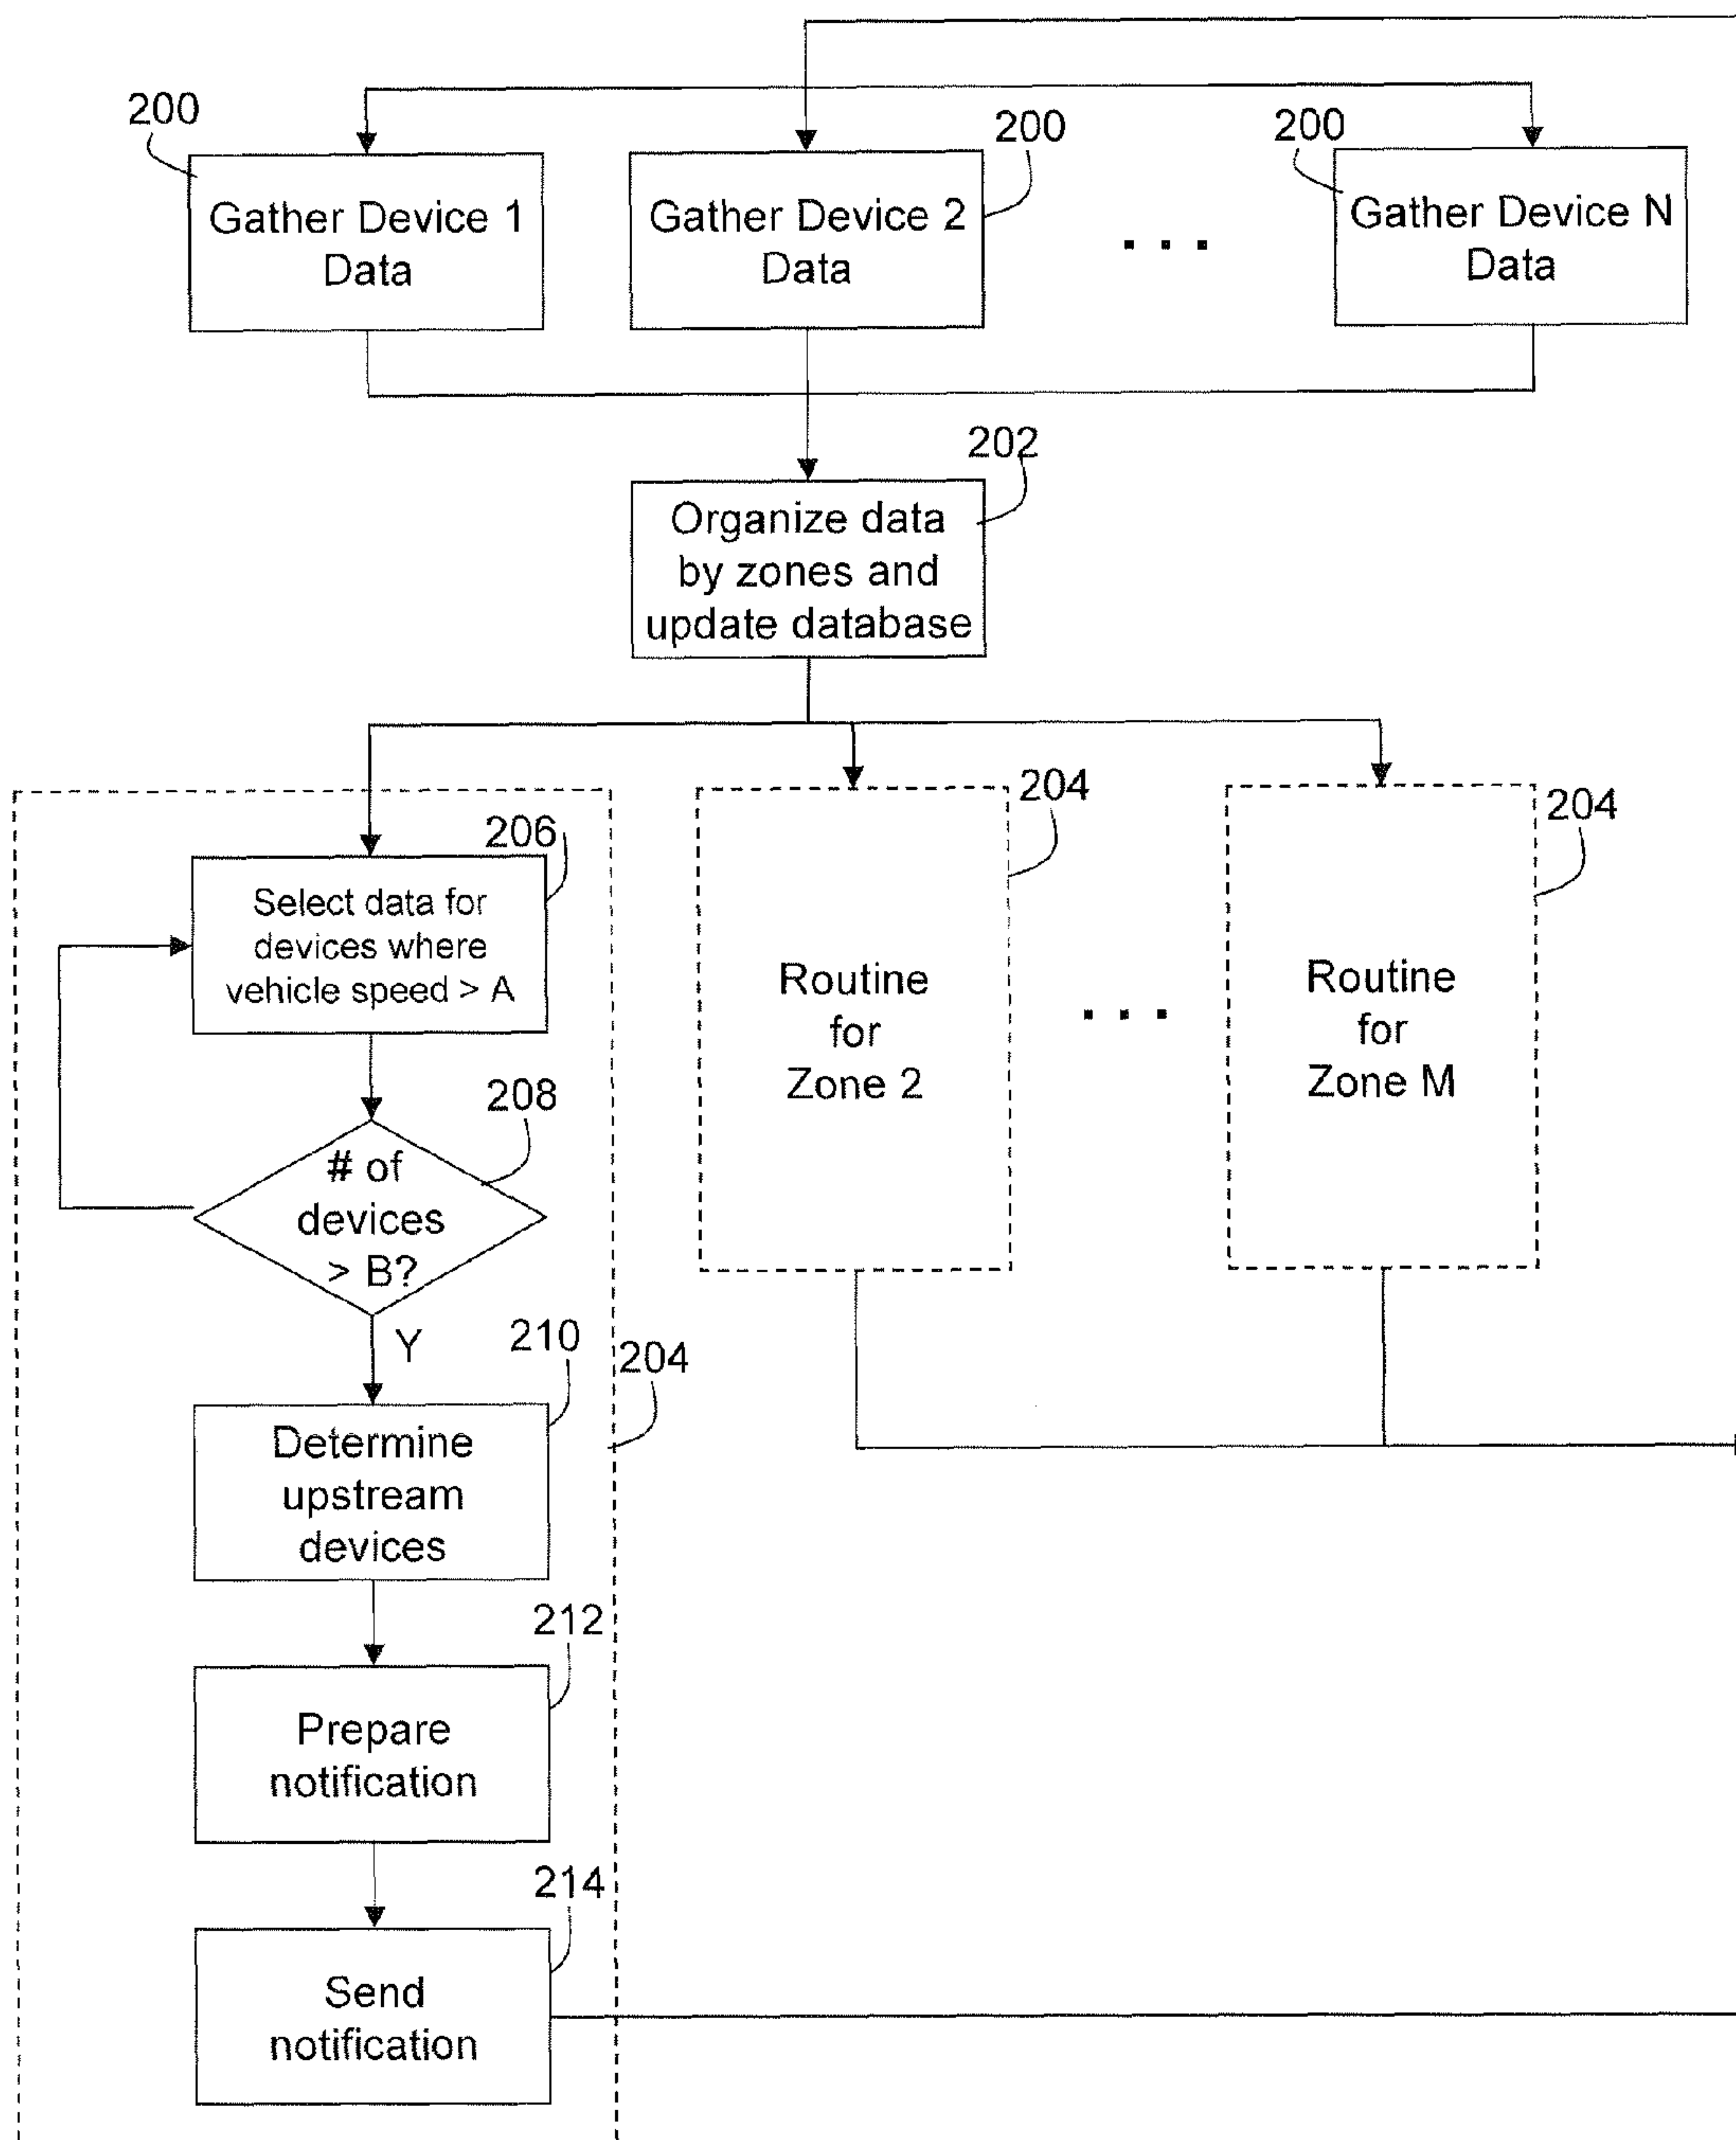 200
200
200
Gather Device 1
Data
Gather Device 2
Data
. . .
Gather Device N
Data
202
Organize data
by zones and
update database
204
204
206
Select data for
devices where
vehicle speed > A
Routine
for
Zone 2
. . .
Routine
for
Zone M
208
# of
devices
> B?
Y
210
204
Determine
upstream
devices
212
Prepare
notification
214
Send
notification